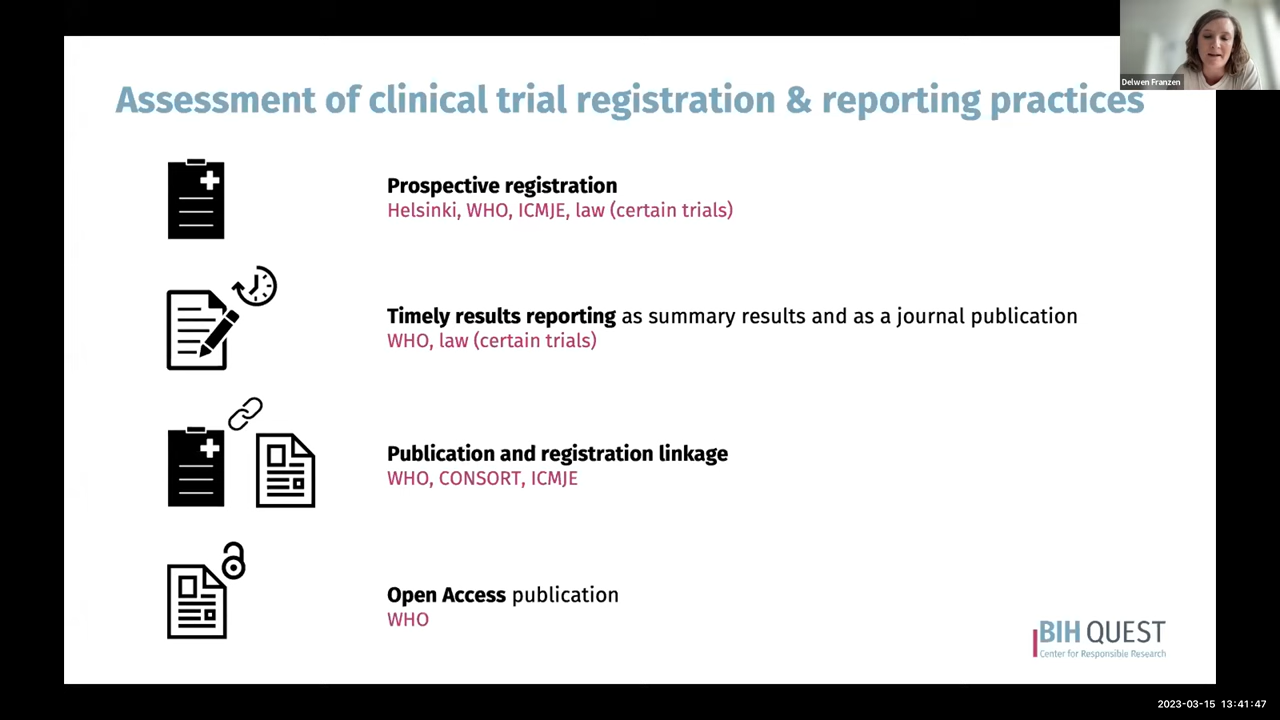 Delwen Franzen
Assessment of clinical trial registration & reporting practices
Prospective registration
Helsinki, WHO, ICMJE, law (certain trials)
Timely results reporting as summary results and as a journal publication
WHO, law (certain trials)
Publication and registration linkage
WHO, CONSORT, ICMJE
Open Access publication
WHO
BIH QUEST
Center for Responsible Research
2023-03-15 13:41:47